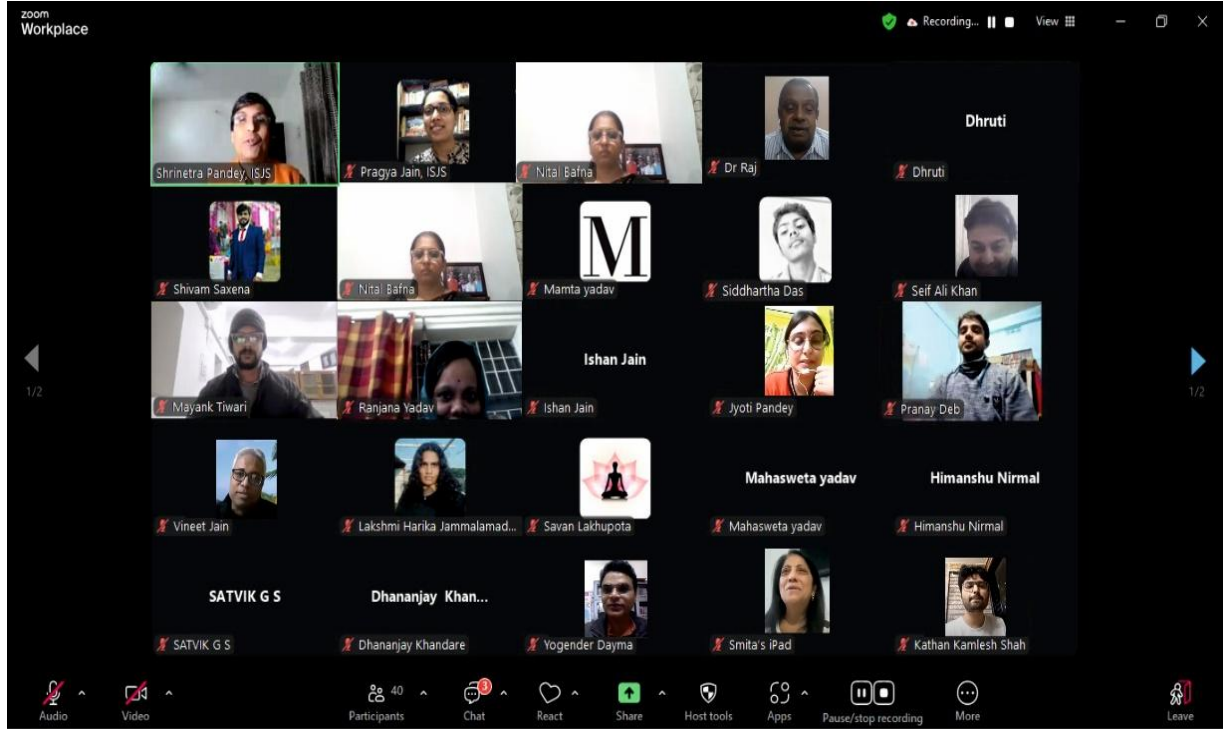 zoom
Workplace
Recording...
View
Shrinetra Pandey, ISJS
Pragya Jain, ISJS
Nital Bafna
Dr Raj
Dhruti
Dhruti
Shivam Saxena
Nital Bafna
M
Mamta yadav
Siddhartha Das
Seif Ali Khan
Mayank Tiwari
Ranjana Yadav
Ishan Jain
Ishan Jain
Jyoti Pandey
Pranay Deb
1/2
1/2
Vineet Jain
Lakshmi Harika Jammalamad...
Savan Lakhupota
Mahasweta yadav
Mahasweta yadav
Himanshu Nirmal
Himanshu Nirmal
SATVIK G S
SATVIK G S
Dhananjay Khan...
Dhananjay Khandare
Yogender Dayma
Smita's iPad
Kathan Kamlesh Shah
Audio
Video
40
Participants
3
Chat
React
Share
Host tools
Apps
Pause/stop recording
More
Leave